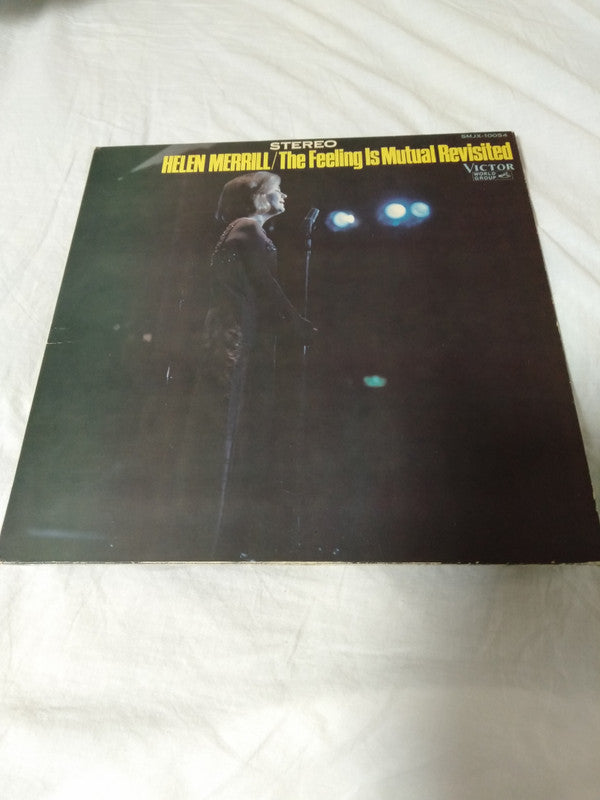 SMJX-10054
STEREO
HELEN MERRILL/The Feeling Is Mutual Revisited
VICTOR
WORLD
GROUP